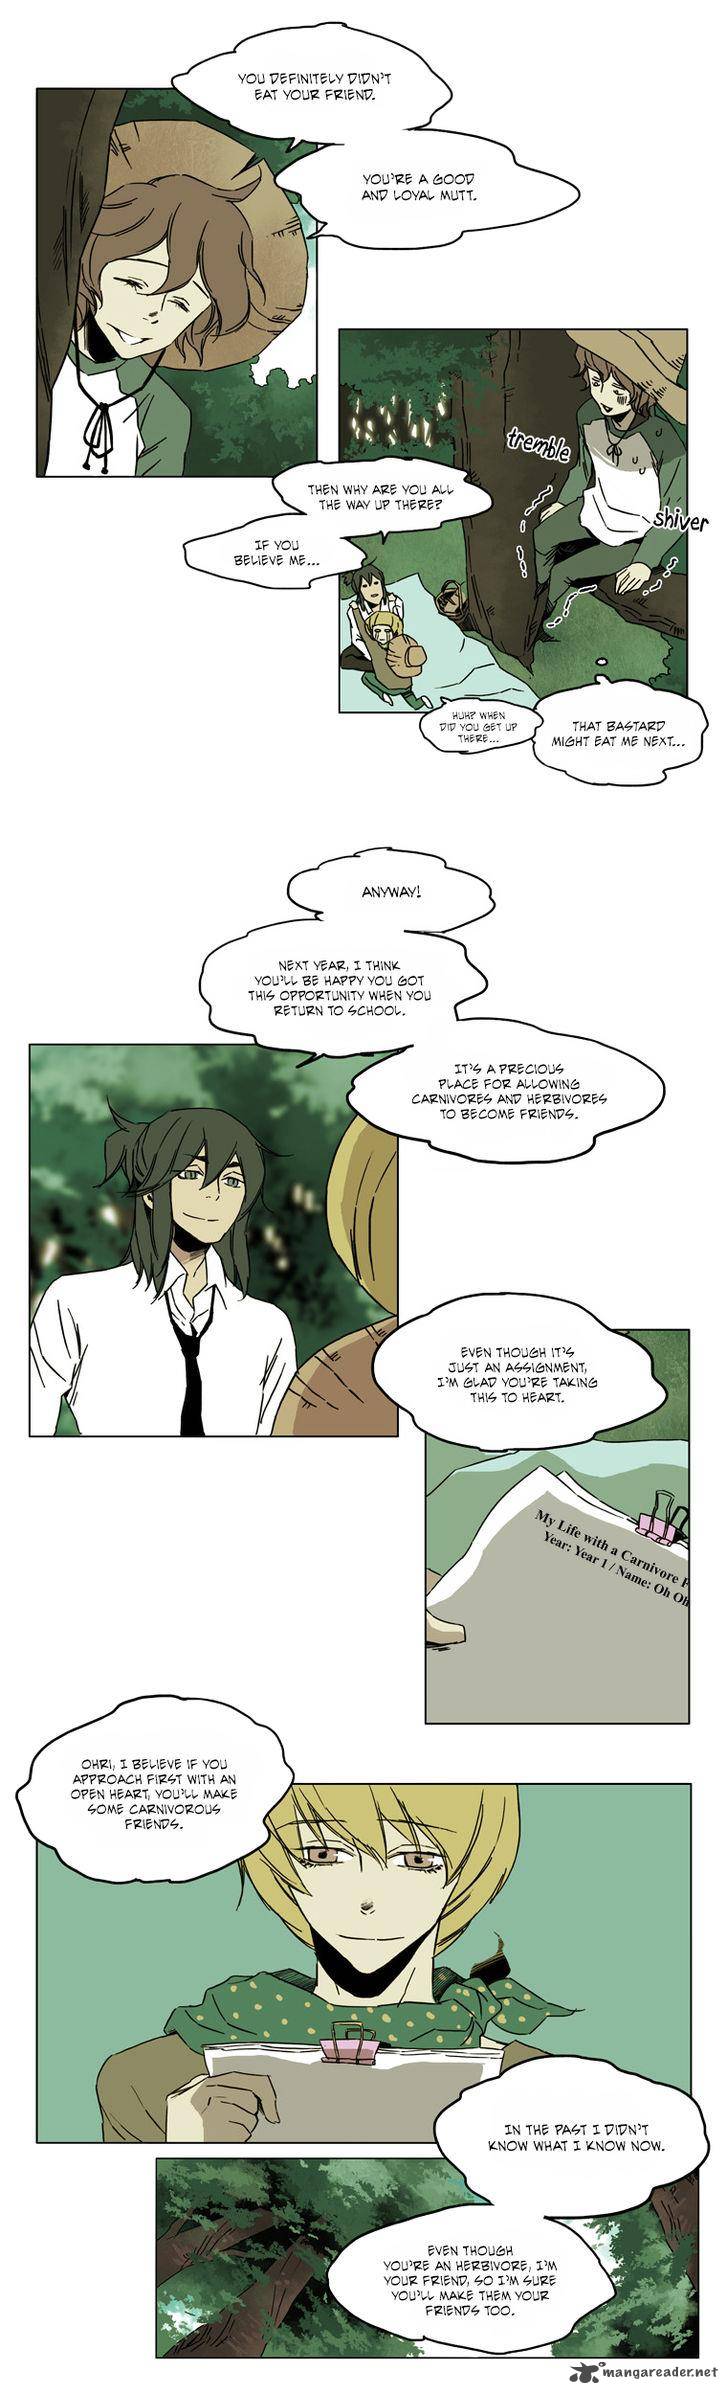 YOU DEFINITELY DIDN'T
EAT YOUR FRIEND.
YOU'RE A GOOD
AND LOYAL MUTT.
tremble
shiver
THEN WHY ARE YOU ALL
THE WAY UP THERE?
IF YOU
BELIEVE ME...
HUH? WHEN
DID YOU GET UP
THERE...
THAT BASTARD
MIGHT EAT ME NEXT...
ANYWAY!
NEXT YEAR, I THINK
YOU'LL BE HAPPY YOU GOT
THIS OPPORTUNITY WHEN YOU
RETURN TO SCHOOL.
IT'S A PRECIOUS
PLACE FOR ALLOWING
CARNIVORES AND HERBIVORES
TO BECOME FRIENDS.
EVEN THOUGH IT'S
JUST AN ASSIGNMENT,
I'M GLAD YOU'RE TAKING
THIS TO HEART.
My Life with a Carnivore F
Year: Year 1 / Name: Oh Oh
OHRI, I BELIEVE IF YOU
APPROACH FIRST WITH AN
OPEN HEART, YOU'LL MAKE
SOME CARNIVOROUS
FRIENDS.
IN THE PAST I DIDN'T
KNOW WHAT I KNOW NOW.
EVEN THOUGH
YOU'RE AN HERBIVORE, I'M
YOUR FRIEND, SO I'M SURE
YOU'LL MAKE THEM YOUR
FRIENDS TOO.
mangareader.net